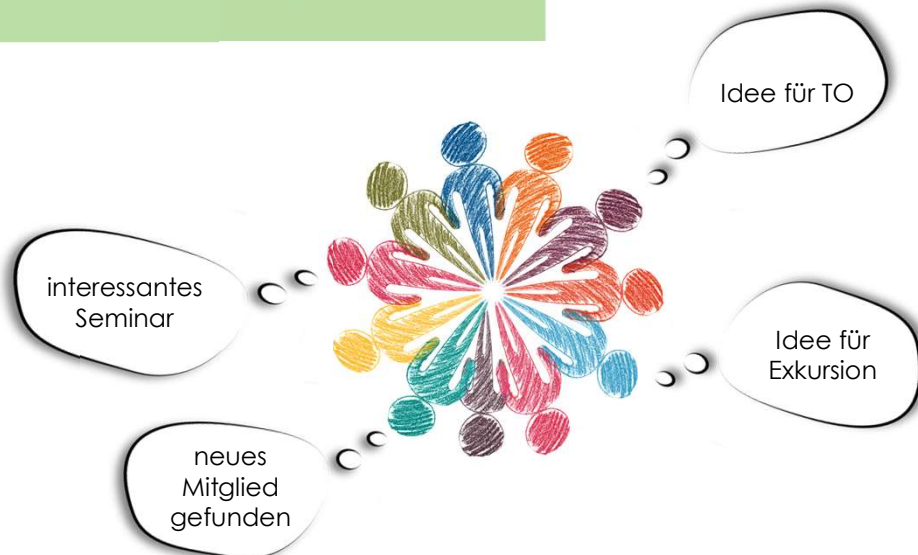 Idee für TO
interessantes
Seminar
Idee für
Exkursion
neues
Mitglied
gefunden